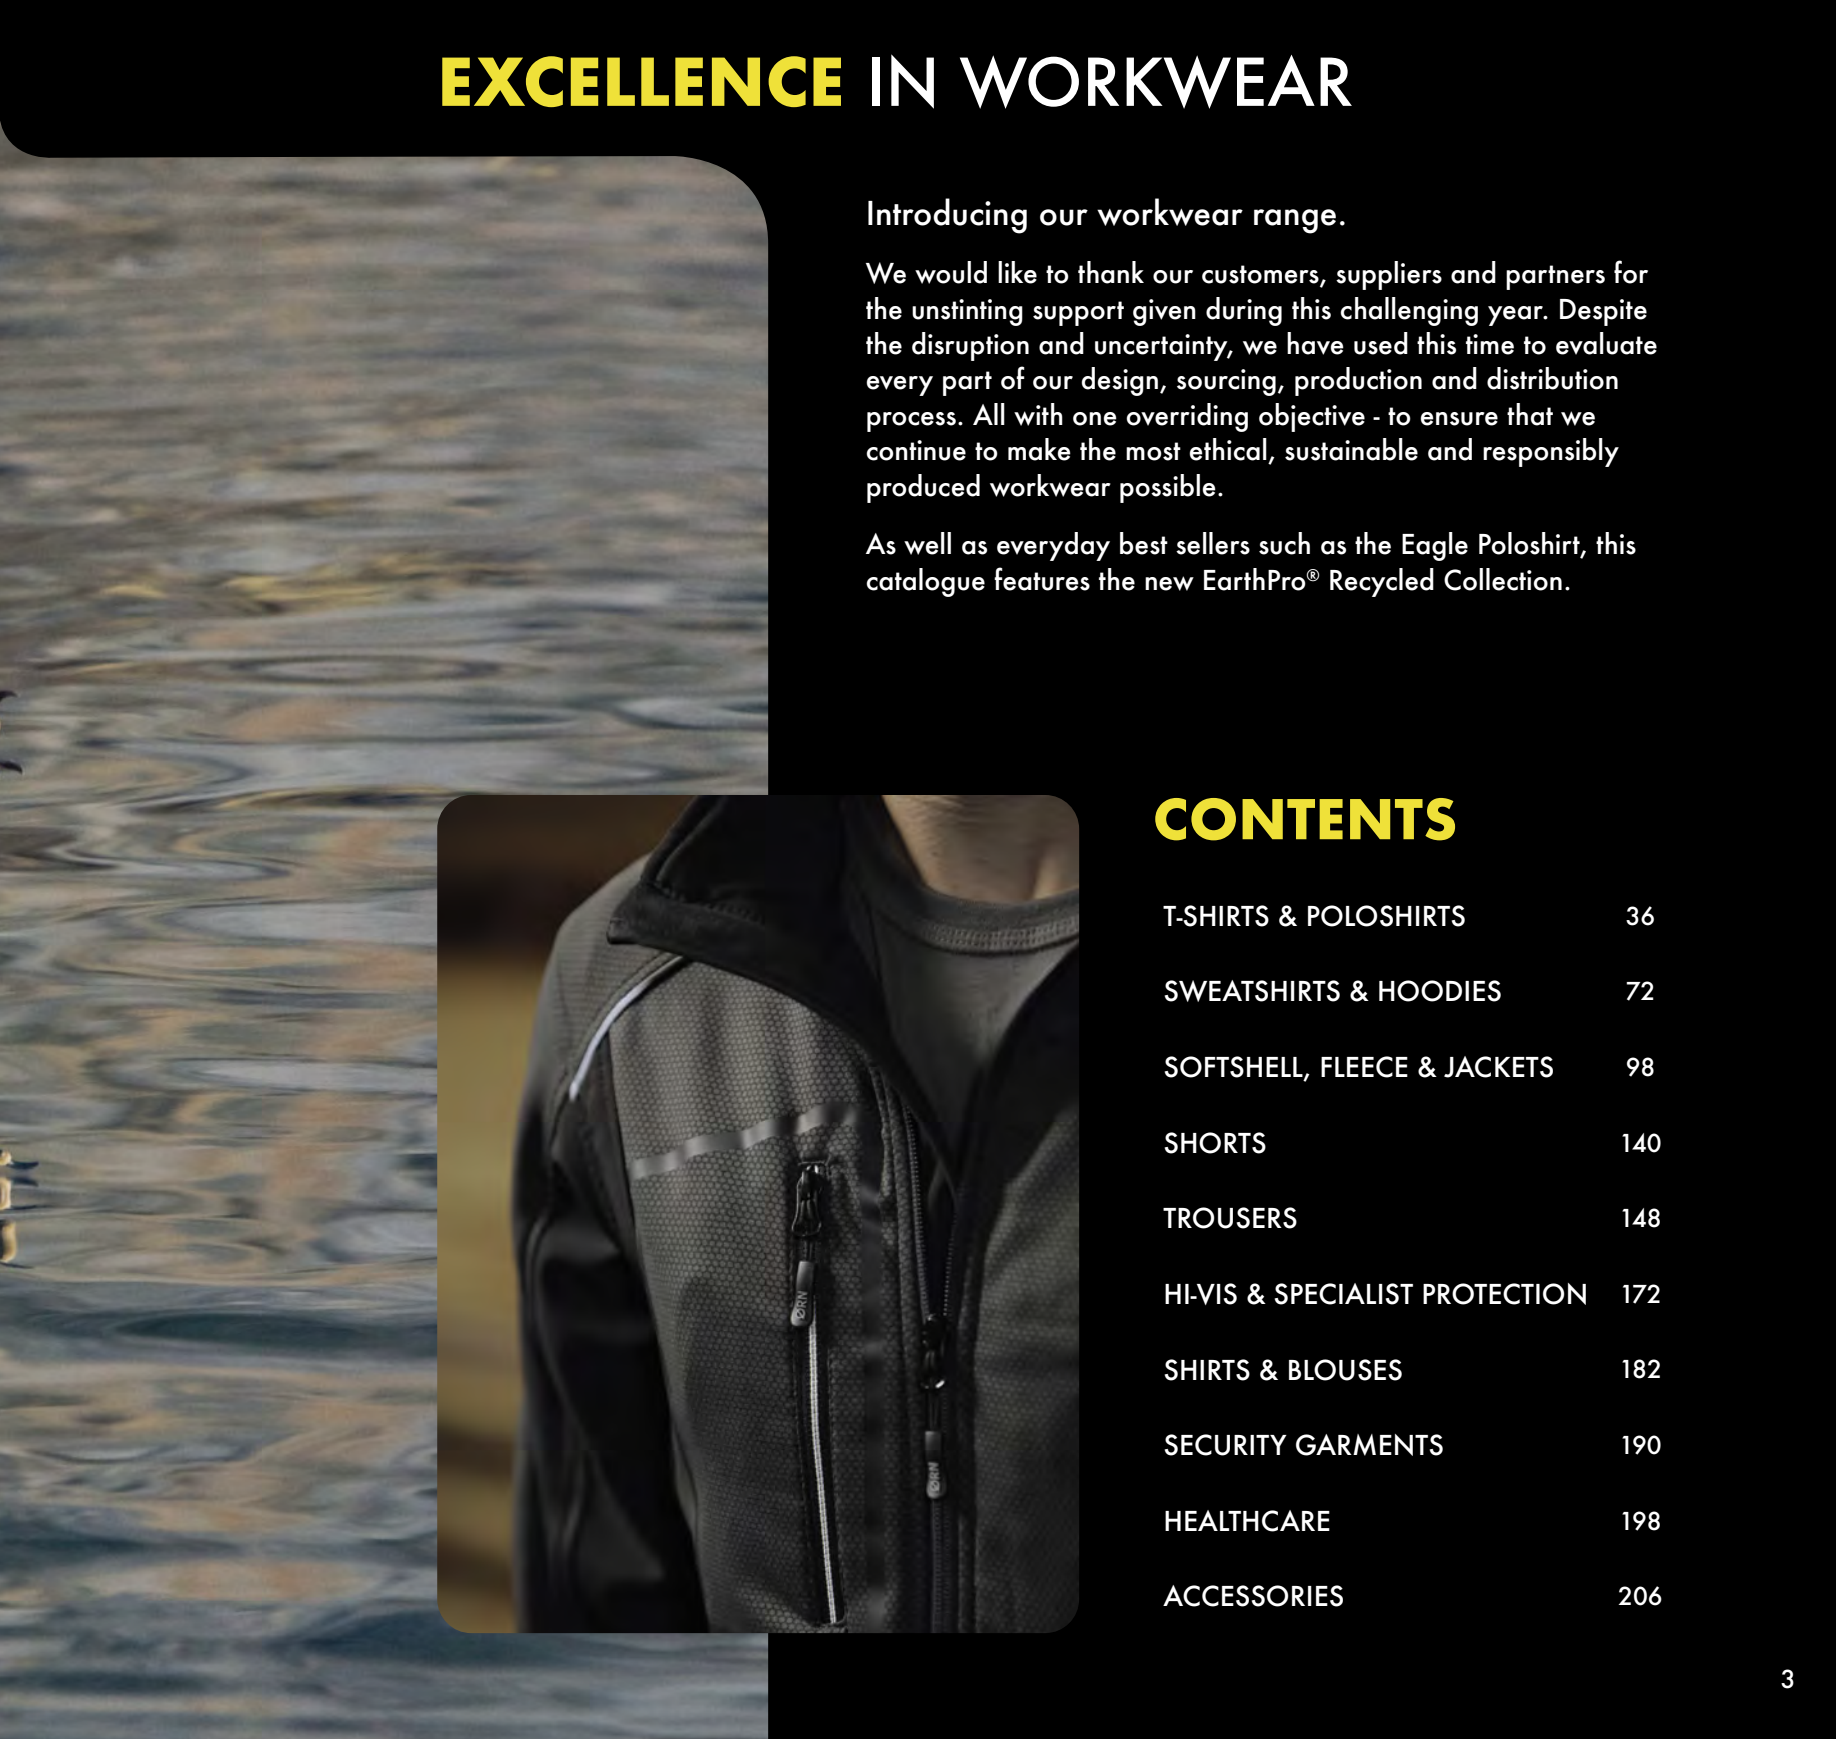 EXCELLENCE IN WORKWEAR
Introducing our workwear range.
We would like to thank our customers, suppliers and partners for
the unstinting support given during this challenging year. Despite
the disruption and uncertainty, we have used this time to evaluate
every part of our design, sourcing, production and distribution
process. All with one overriding objective - to ensure that we
continue to make the most ethical, sustainable and responsibly
produced workwear possible.
As well as everyday best sellers such as the Eagle Poloshirt, this
catalogue features the new EarthPro® Recycled Collection.
CONTENTS
T-SHIRTS & POLOSHIRTS 36
SWEATSHIRTS & HOODIES 72
SOFTSHELL, FLEECE & JACKETS 98
SHORTS 140
TROUSERS 148
HI-VIS & SPECIALIST PROTECTION 172
SHIRTS & BLOUSES 182
SECURITY GARMENTS 190
HEALTHCARE 198
ACCESSORIES 206
ØRN
ØRN
3